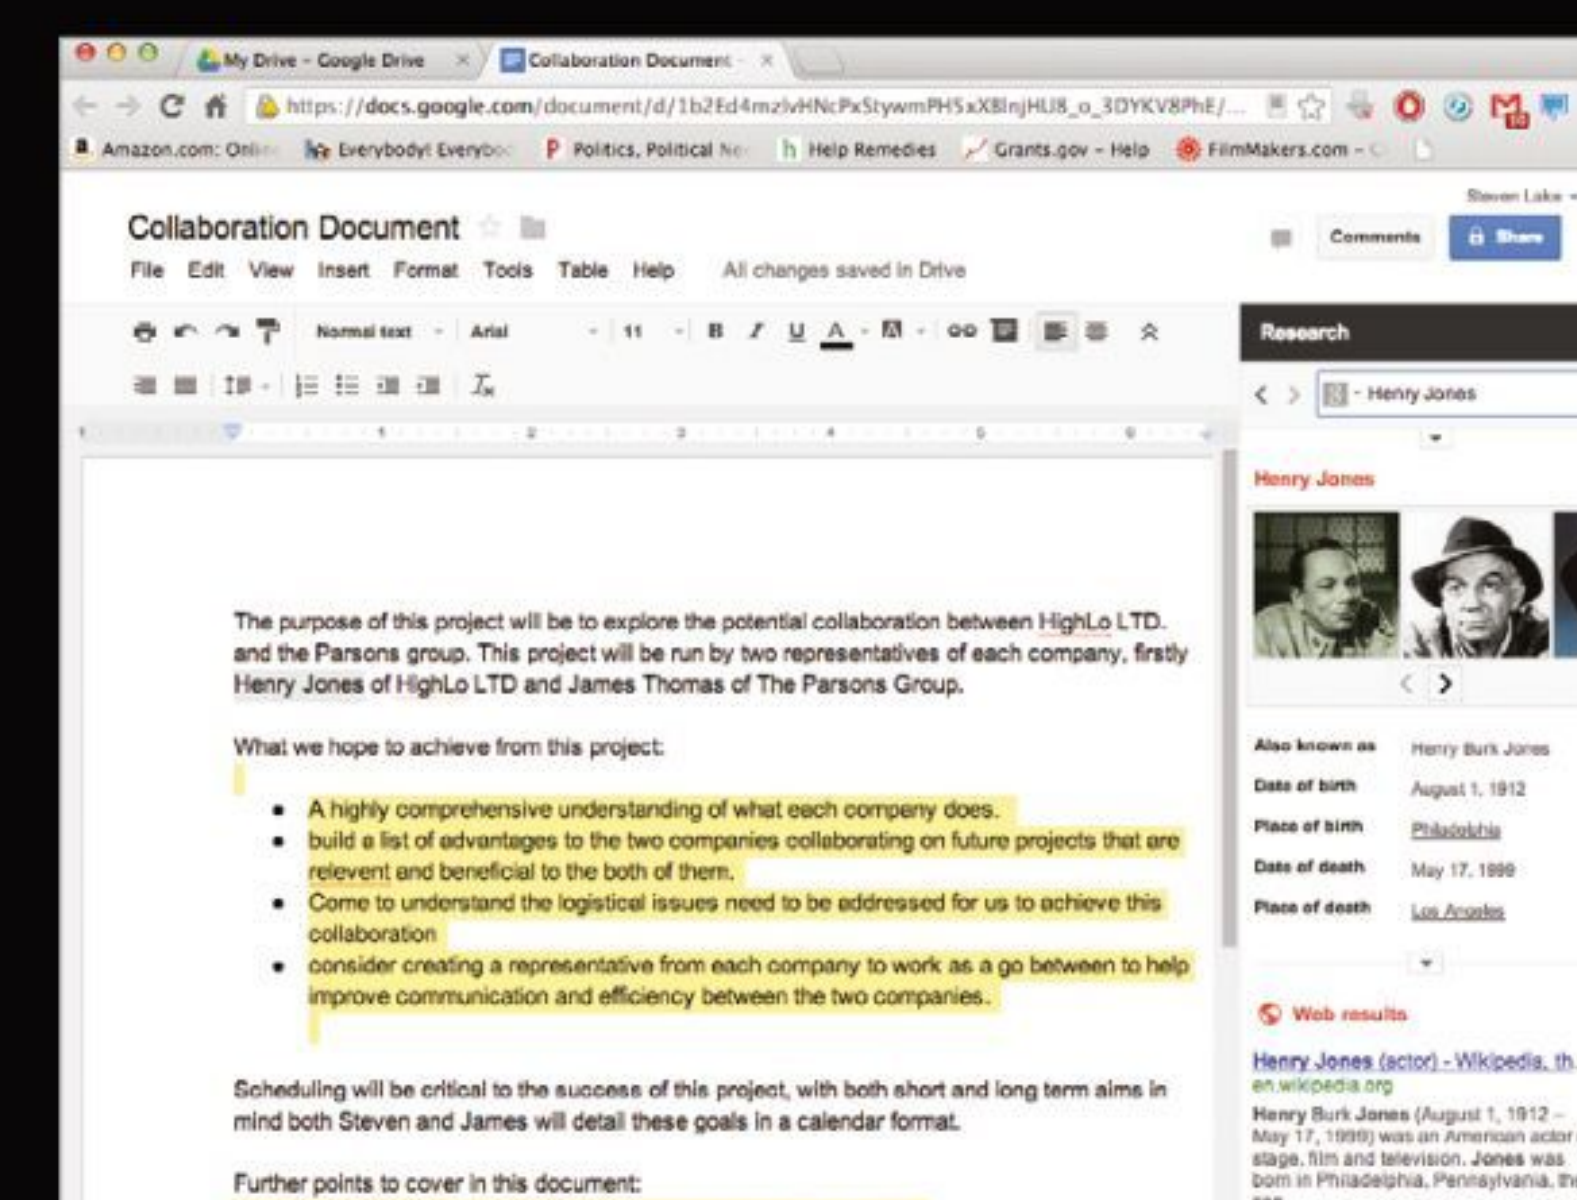 My Drive - Google Drive
Collaboration Document -
https://docs.google.com/document/d/
Amazon.com: Onli
Everybody! Everyboc
Politics, Political Ne
Help Remedies
Grants.gov - Help
FilmMakers.com -
Steven Lake
Collaboration Document
Comments
Share
File Edit View Insert Format Tools Table Help All changes saved in Drive
Normal text Arial 11 B I U A A
Research
- Henry Jones
1 1 2 3 4 5 6
Henry Jones
The purpose of this project will be to explore the potential collaboration between HighLo LTD.
and the Parsons group. This project will be run by two representatives of each company, firstly
Henry Jones of HighLo LTD and James Thomas of The Parsons Group.
What we hope to achieve from this project:
• A highly comprehensive understanding of what each company does.
• build a list of advantages to the two companies collaborating on future projects that are
relevent and beneficial to the both of them.
• Come to understand the logistical issues need to be addressed for us to achieve this
collaboration
• consider creating a representative from each company to work as a go between to help
improve communication and efficiency between the two companies.
Scheduling will be critical to the success of this project, with both short and long term aims in
mind both Steven and James will detail these goals in a calendar format.
Further points to cover in this document:
Also known as Henry Burk Jones
Date of birth August 1, 1912
Place of birth Philadelphia
Date of death May 17, 1999
Place of death Los Angeles
Web results
Henry Jones (actor) - Wikipedia, th
en.wikipedia.org
Henry Burk Jones (August 1, 1912 –
May 17, 1999) was an American actor
stage, film and television. Jones was
born in Philadelphia, Pennsylvania, the